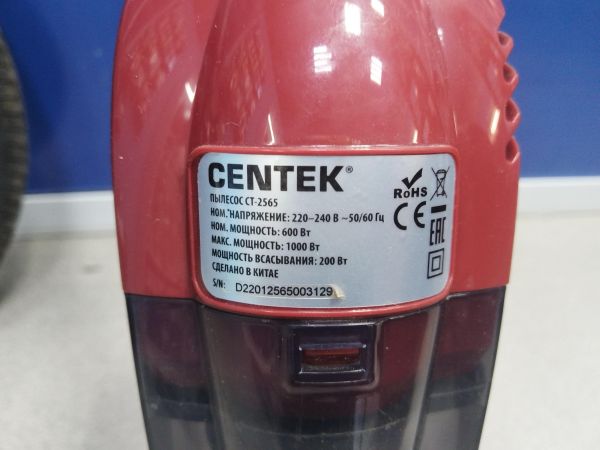 CENTEK®
ПЫЛЕСОС CT-2565
НОМ. НАПРЯЖЕНИЕ: 220–240 В ~50/60 Гц
НОМ. МОЩНОСТЬ: 600 Вт
МАКС. МОЩНОСТЬ: 1000 Вт
МОЩНОСТЬ ВСАСЫВАНИЯ: 200 Вт
СДЕЛАНО В КИТАЕ
S/N: D22012565003129
RoHS
CE
EAC